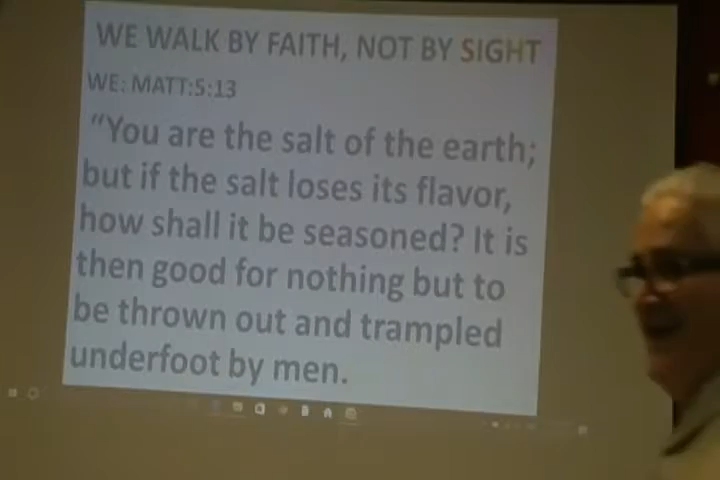 WE WALK BY FAITH, NOT BY SIGHT
WE: MATT:5:13
“You are the salt of the earth;
but if the salt loses its flavor,
how shall it be seasoned? It is
then good for nothing but to
be thrown out and trampled
underfoot by men.